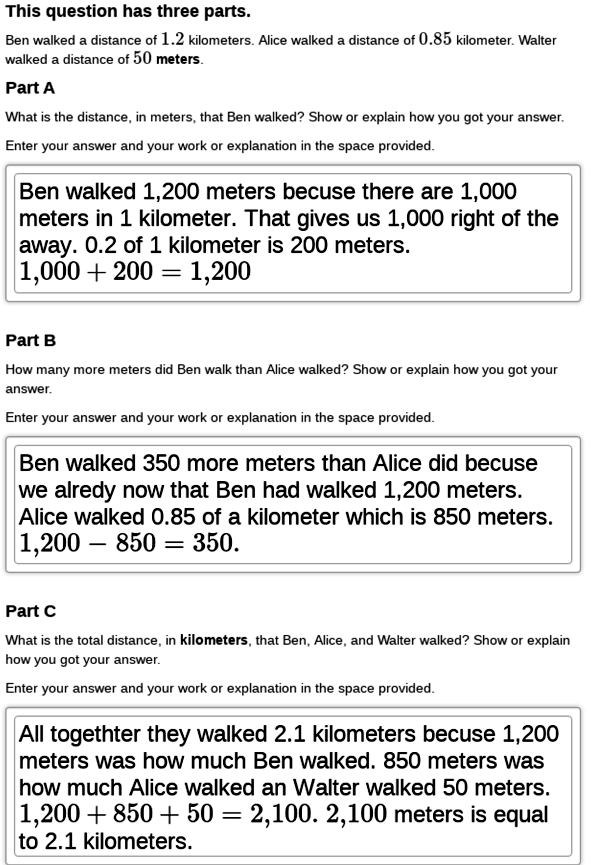 This question has three parts.
Ben walked a distance of 1.2 kilometers. Alice walked a distance of 0.85 kilometer. Walter
walked a distance of 50 meters.
Part A
What is the distance, in meters, that Ben walked? Show or explain how you got your answer.
Enter your answer and your work or explanation in the space provided.
Ben walked 1,200 meters becuse there are 1,000
meters in 1 kilometer. That gives us 1,000 right of the
away. 0.2 of 1 kilometer is 200 meters.
1,000 + 200 = 1,200
Part B
How many more meters did Ben walk than Alice walked? Show or explain how you got your
answer.
Enter your answer and your work or explanation in the space provided.
Ben walked 350 more meters than Alice did becuse
we alredy now that Ben had walked 1,200 meters.
Alice walked 0.85 of a kilometer which is 850 meters.
1,200 − 850 = 350.
Part C
What is the total distance, in kilometers, that Ben, Alice, and Walter walked? Show or explain
how you got your answer.
Enter your answer and your work or explanation in the space provided.
All togethter they walked 2.1 kilometers becuse 1,200
meters was how much Ben walked. 850 meters was
how much Alice walked an Walter walked 50 meters.
1,200 + 850 + 50 = 2,100. 2,100 meters is equal
to 2.1 kilometers.